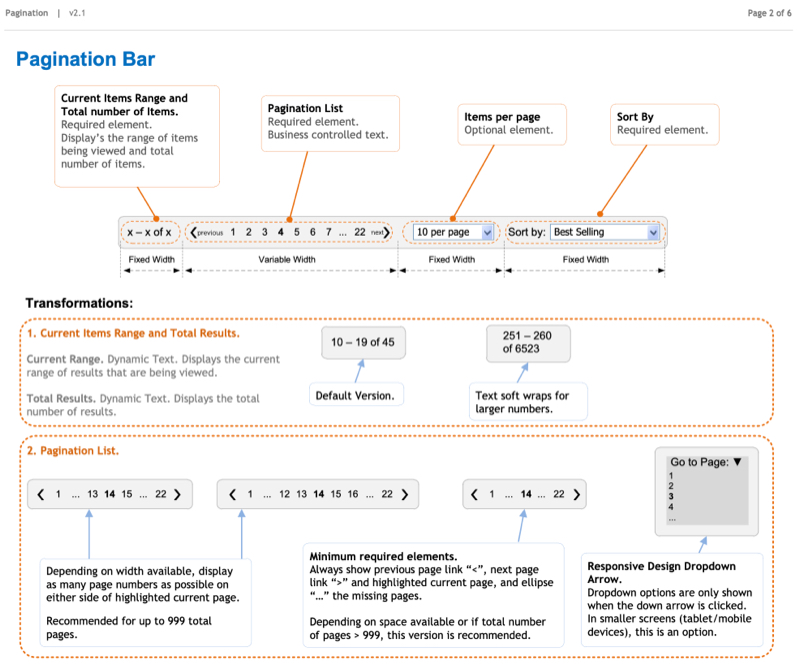 Pagination | v2.1
Page 2 of 6
Pagination Bar
Current Items Range and
Total number of Items.
Required element.
Display's the range of items
being viewed and total
number of items.
Pagination List
Required element.
Business controlled text.
Items per page
Optional element.
Sort By
Required element.
x – x of x
❮previous 1 2 3 4 5 6 7 ... 22 next❯
10 per page
Sort by: Best Selling
Fixed Width
Variable Width
Fixed Width
Fixed Width
Transformations:
1. Current Items Range and Total Results.
Current Range. Dynamic Text. Displays the current
range of results that are being viewed.
Total Results. Dynamic Text. Displays the total
number of results.
10 – 19 of 45
Default Version.
251 – 260
of 6523
Text soft wraps for
larger numbers.
2. Pagination List.
❮ 1 ... 13 14 15 ... 22 ❯
❮ 1 ... 12 13 14 15 16 ... 22 ❯
❮ 1 ... 14 ... 22 ❯
Go to Page: ▼
1
2
3
4
...
Depending on width available, display
as many page numbers as possible on
either side of highlighted current page.
Recommended for up to 999 total
pages.
Minimum required elements.
Always show previous page link “<”, next page
link “>” and highlighted current page, and ellipse
“...” the missing pages.
Depending on space available or if total number
of pages > 999, this version is recommended.
Responsive Design Dropdown
Arrow.
Dropdown options are only shown
when the down arrow is clicked.
In smaller screens (tablet/mobile
devices), this is an option.